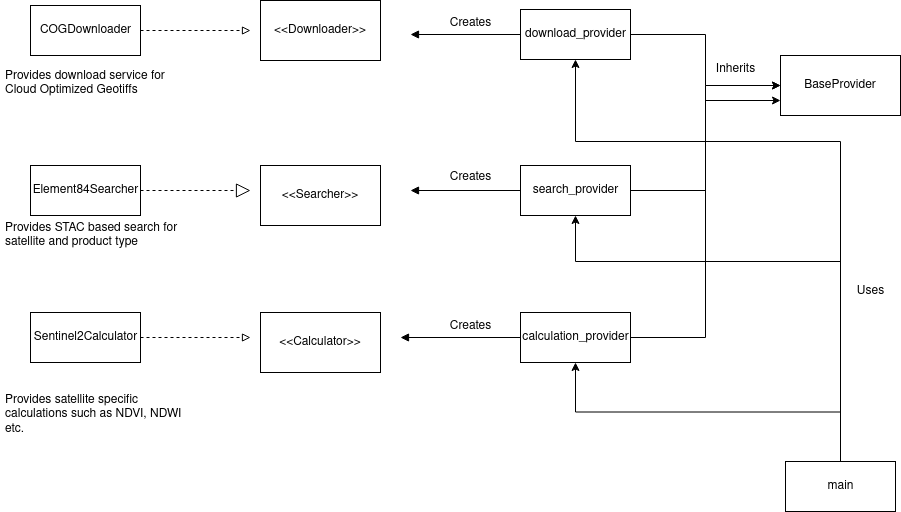 COGDownloader
<<Downloader>>
Creates
download_provider
Provides download service for
Cloud Optimized Geotiffs
Inherits
BaseProvider
Element84Searcher
<<Searcher>>
Creates
search_provider
Provides STAC based search for
satellite and product type
Uses
Sentinel2Calculator
<<Calculator>>
Creates
calculation_provider
Provides satellite specific
calculations such as NDVI, NDWI
etc.
main